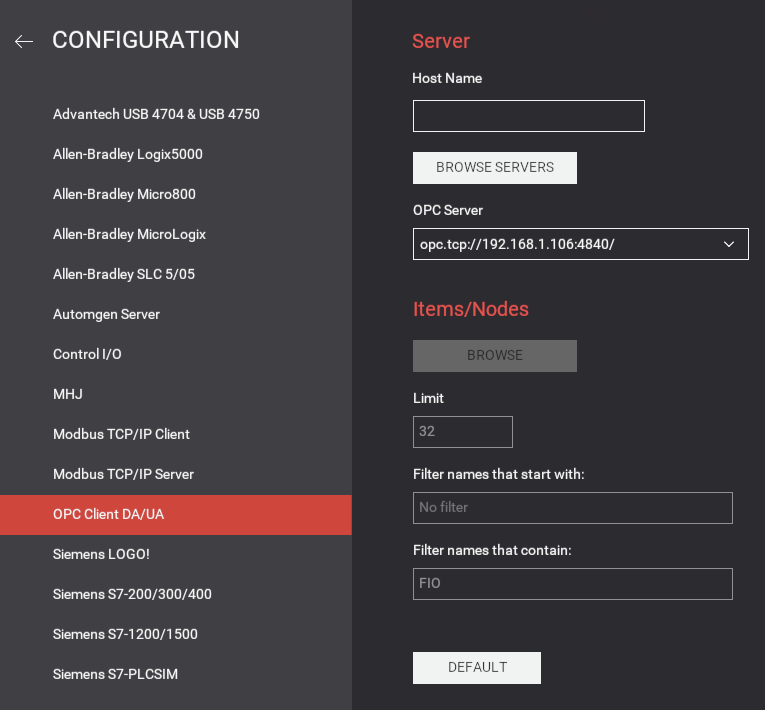 CONFIGURATION
Advantech USB 4704 & USB 4750
Allen-Bradley Logix5000
Allen-Bradley Micro800
Allen-Bradley MicroLogix
Allen-Bradley SLC 5/05
Automgen Server
Control I/O
MHJ
Modbus TCP/IP Client
Modbus TCP/IP Server
OPC Client DA/UA
Siemens LOGO!
Siemens S7-200/300/400
Siemens S7-1200/1500
Siemens S7-PLCSIM
Server
Host Name
BROWSE SERVERS
OPC Server
opc.tcp://192.168.1.106:4840/
Items/Nodes
BROWSE
Limit
32
Filter names that start with:
No filter
Filter names that contain:
FIO
DEFAULT